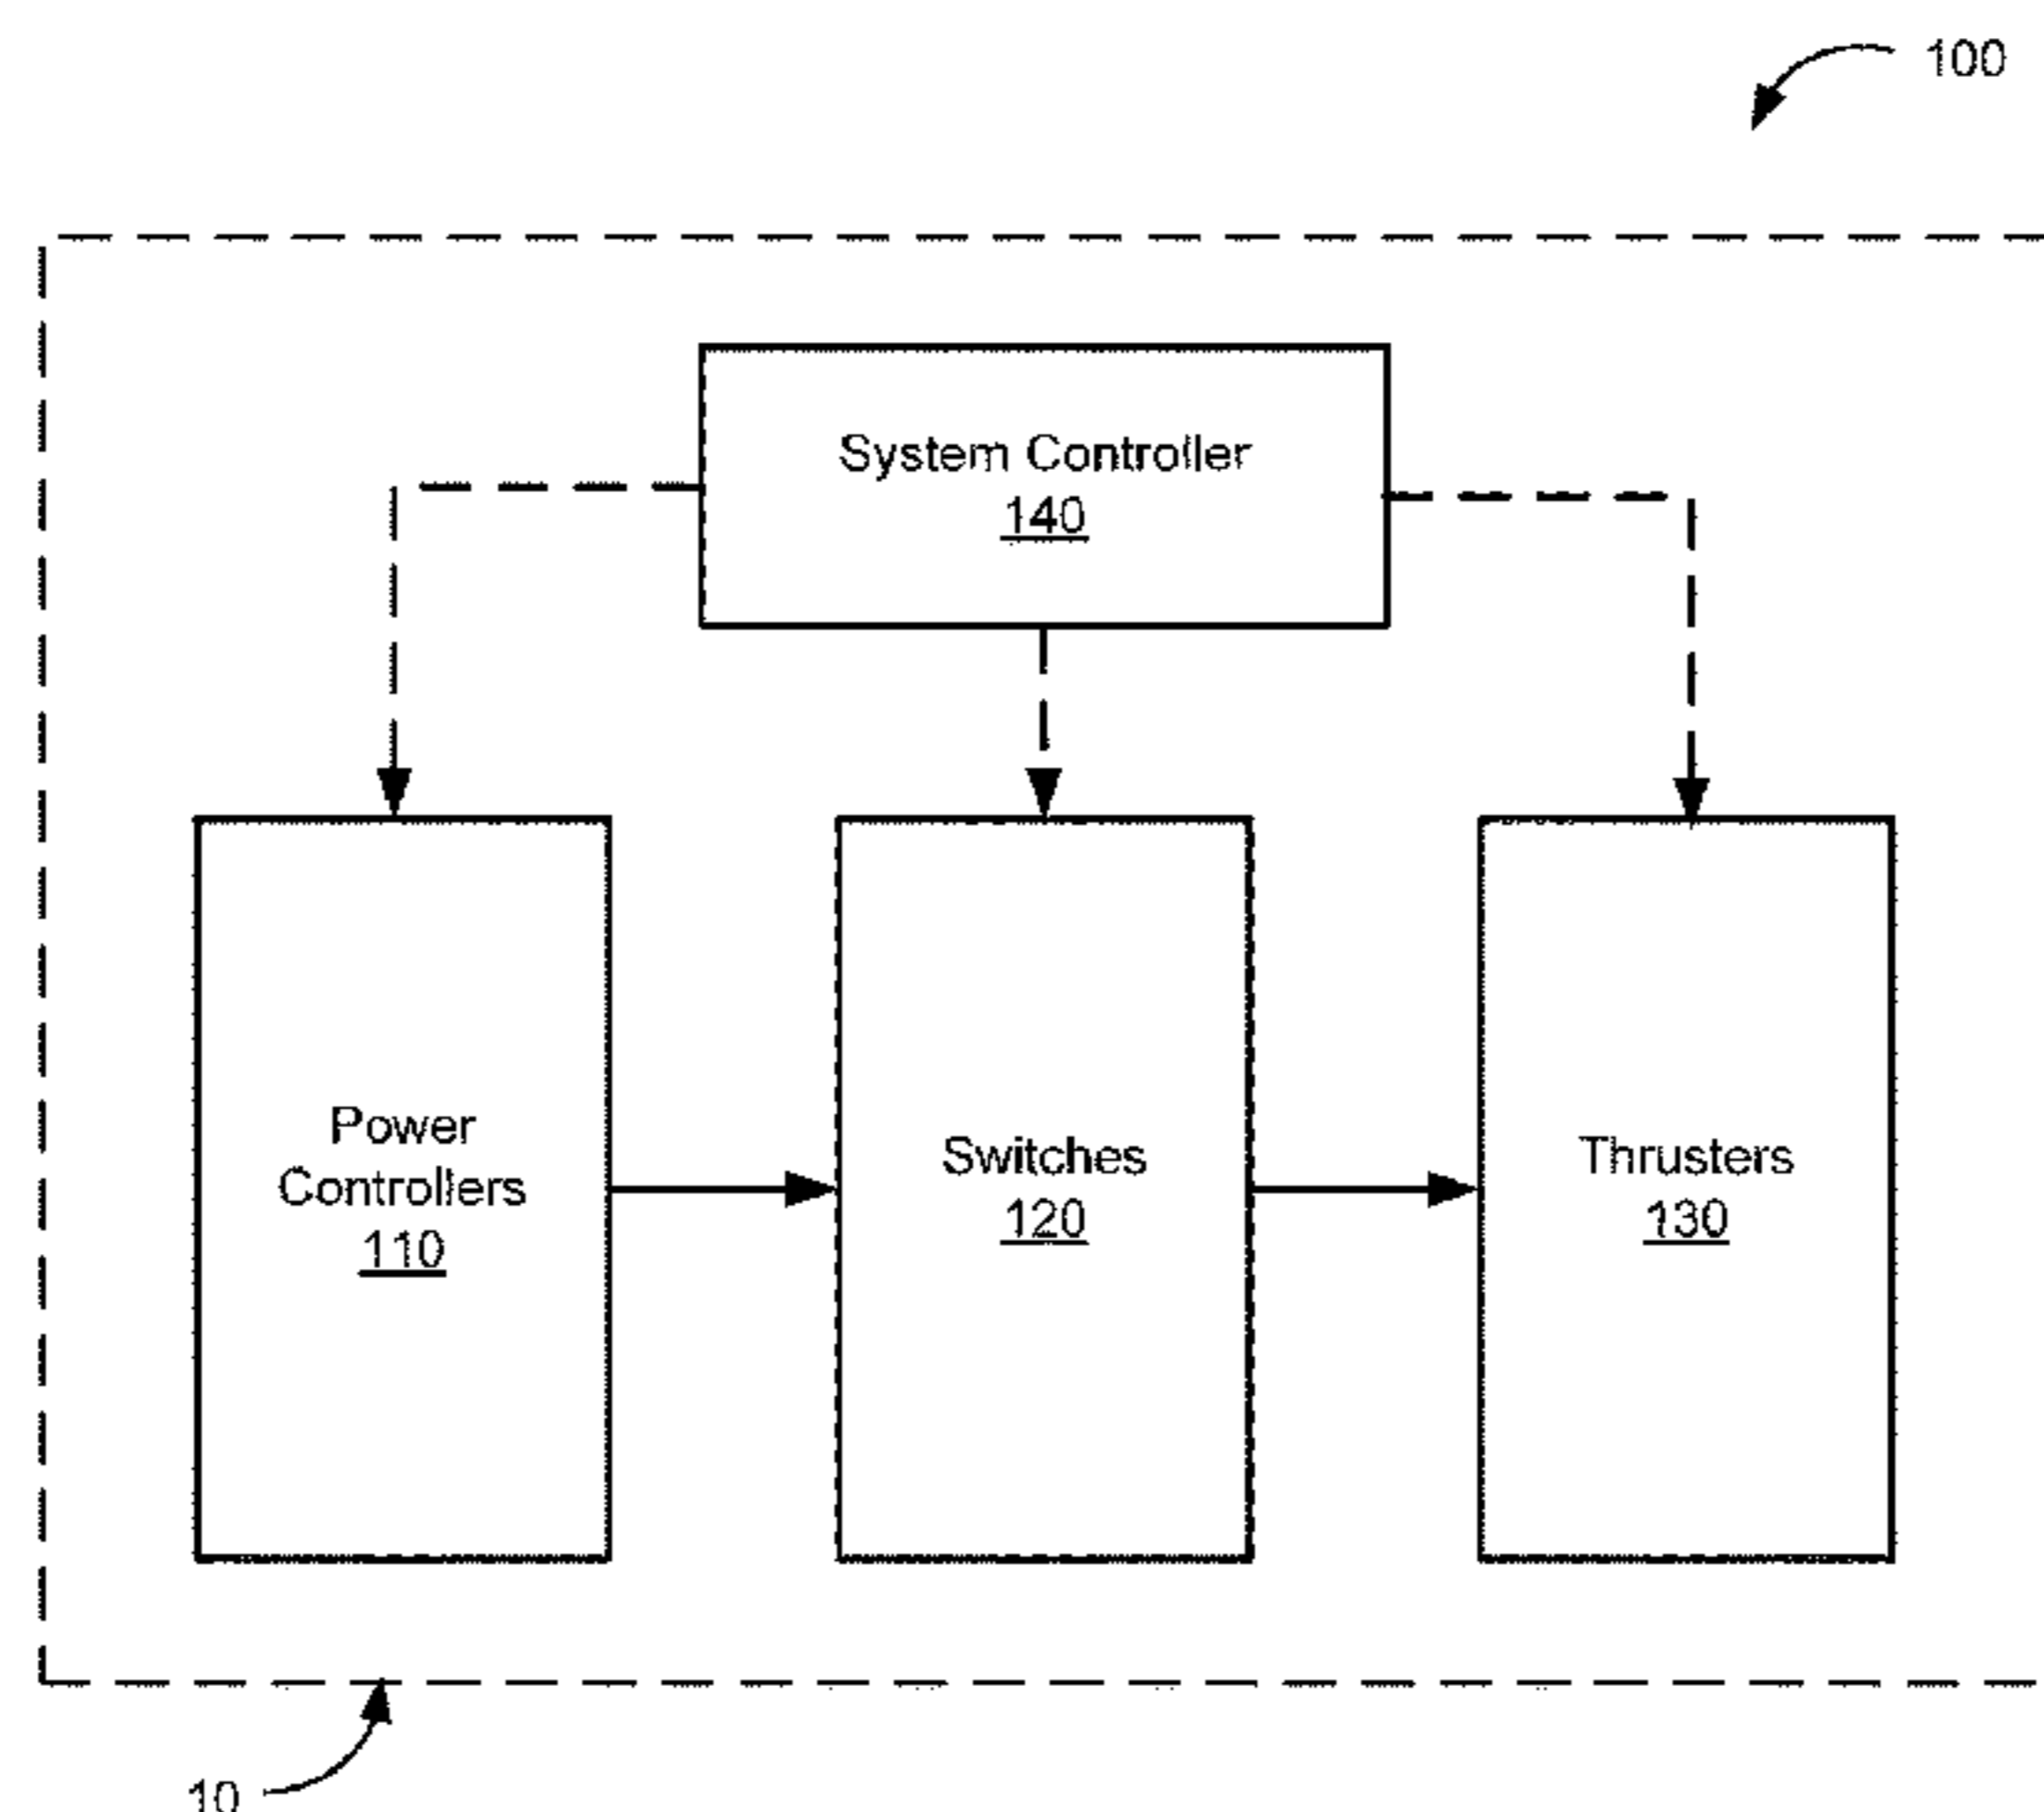 100
System Controller
140
Power
Controllers
110
Switches
120
Thrusters
130
10